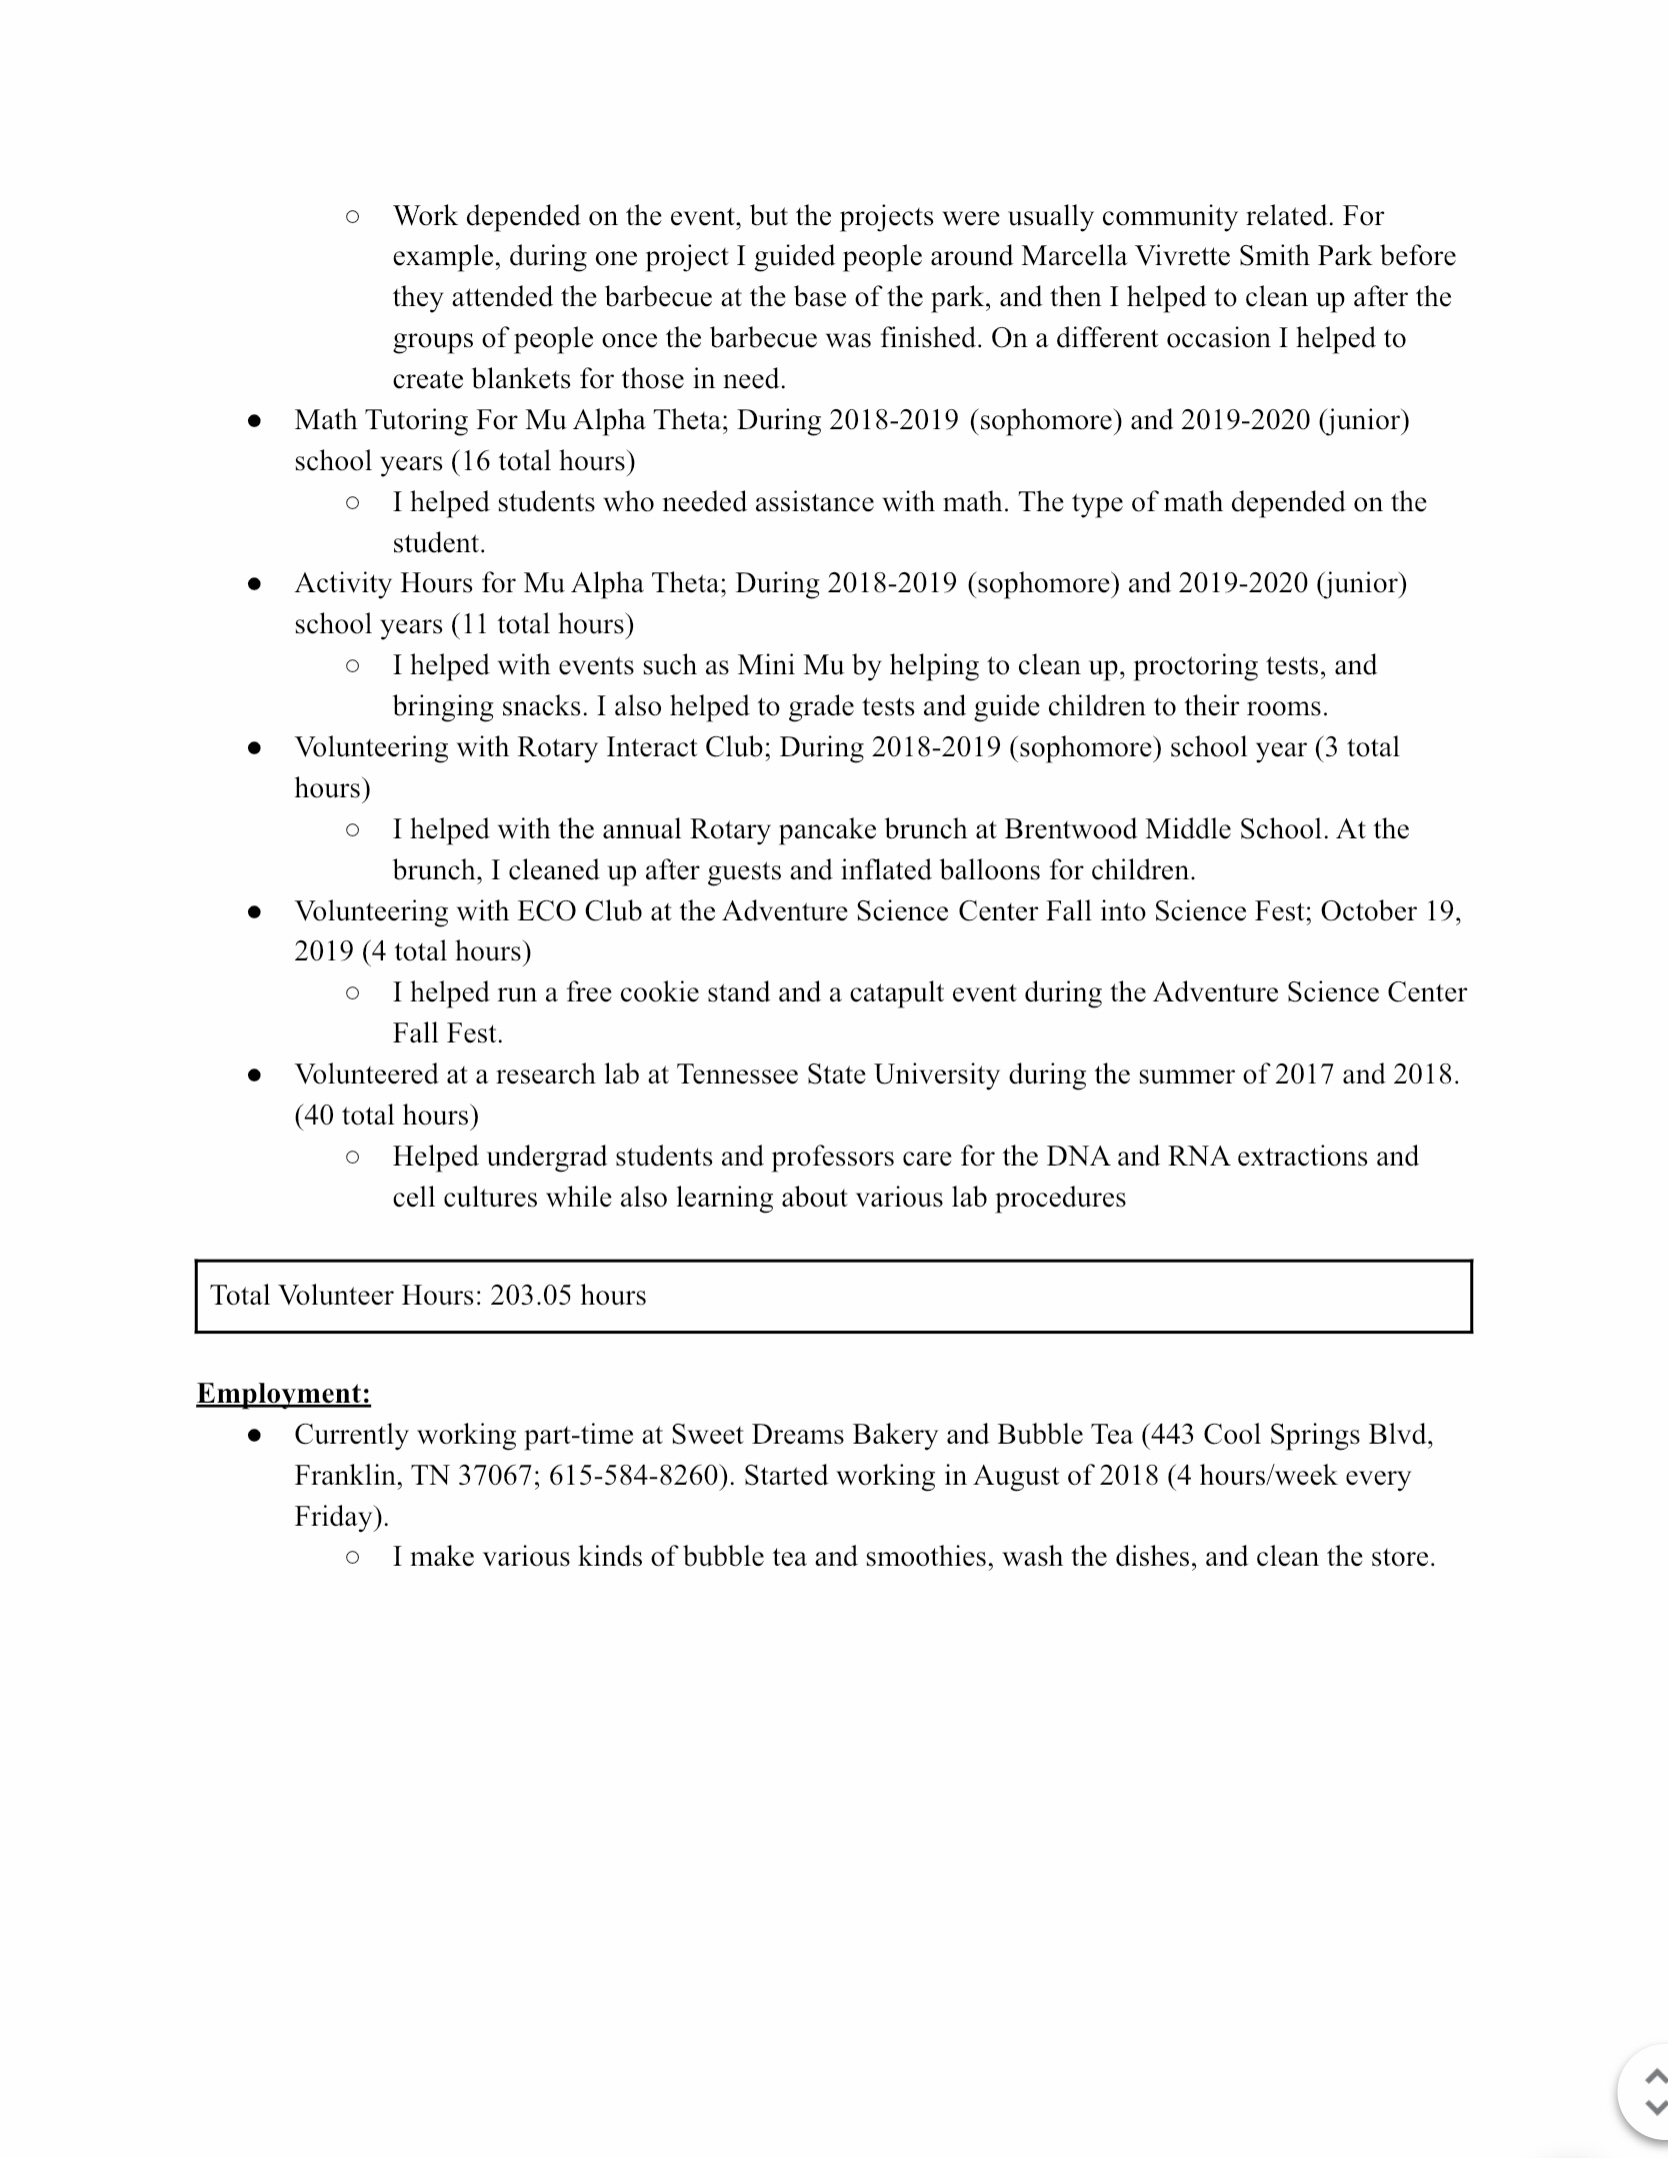 ○ Work depended on the event, but the projects were usually community related. For
example, during one project I guided people around Marcella Vivrette Smith Park before
they attended the barbecue at the base of the park, and then I helped to clean up after the
groups of people once the barbecue was finished. On a different occasion I helped to
create blankets for those in need.
● Math Tutoring For Mu Alpha Theta; During 2018-2019 (sophomore) and 2019-2020 (junior)
school years (16 total hours)
○ I helped students who needed assistance with math. The type of math depended on the
student.
● Activity Hours for Mu Alpha Theta; During 2018-2019 (sophomore) and 2019-2020 (junior)
school years (11 total hours)
○ I helped with events such as Mini Mu by helping to clean up, proctoring tests, and
bringing snacks. I also helped to grade tests and guide children to their rooms.
● Volunteering with Rotary Interact Club; During 2018-2019 (sophomore) school year (3 total
hours)
○ I helped with the annual Rotary pancake brunch at Brentwood Middle School. At the
brunch, I cleaned up after guests and inflated balloons for children.
● Volunteering with ECO Club at the Adventure Science Center Fall into Science Fest; October 19,
2019 (4 total hours)
○ I helped run a free cookie stand and a catapult event during the Adventure Science Center
Fall Fest.
● Volunteered at a research lab at Tennessee State University during the summer of 2017 and 2018.
(40 total hours)
○ Helped undergrad students and professors care for the DNA and RNA extractions and
cell cultures while also learning about various lab procedures
Total Volunteer Hours: 203.05 hours
Employment:
● Currently working part-time at Sweet Dreams Bakery and Bubble Tea (443 Cool Springs Blvd,
Franklin, TN 37067; 615-584-8260). Started working in August of 2018 (4 hours/week every
Friday).
○ I make various kinds of bubble tea and smoothies, wash the dishes, and clean the store.